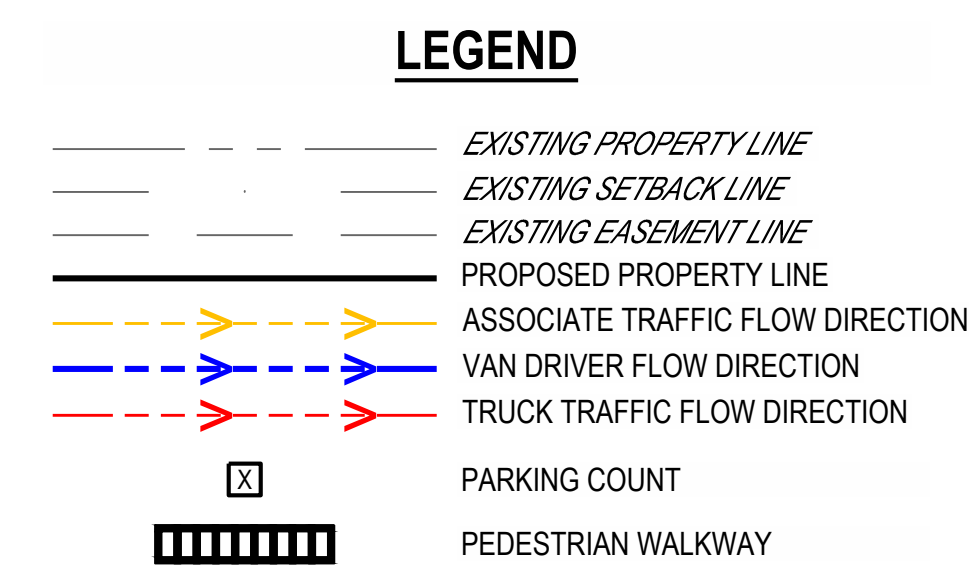 LEGEND
EXISTING PROPERTY LINE
EXISTING SETBACK LINE
EXISTING EASEMENT LINE
PROPOSED PROPERTY LINE
ASSOCIATE TRAFFIC FLOW DIRECTION
VAN DRIVER FLOW DIRECTION
TRUCK TRAFFIC FLOW DIRECTION
X PARKING COUNT
PEDESTRIAN WALKWAY